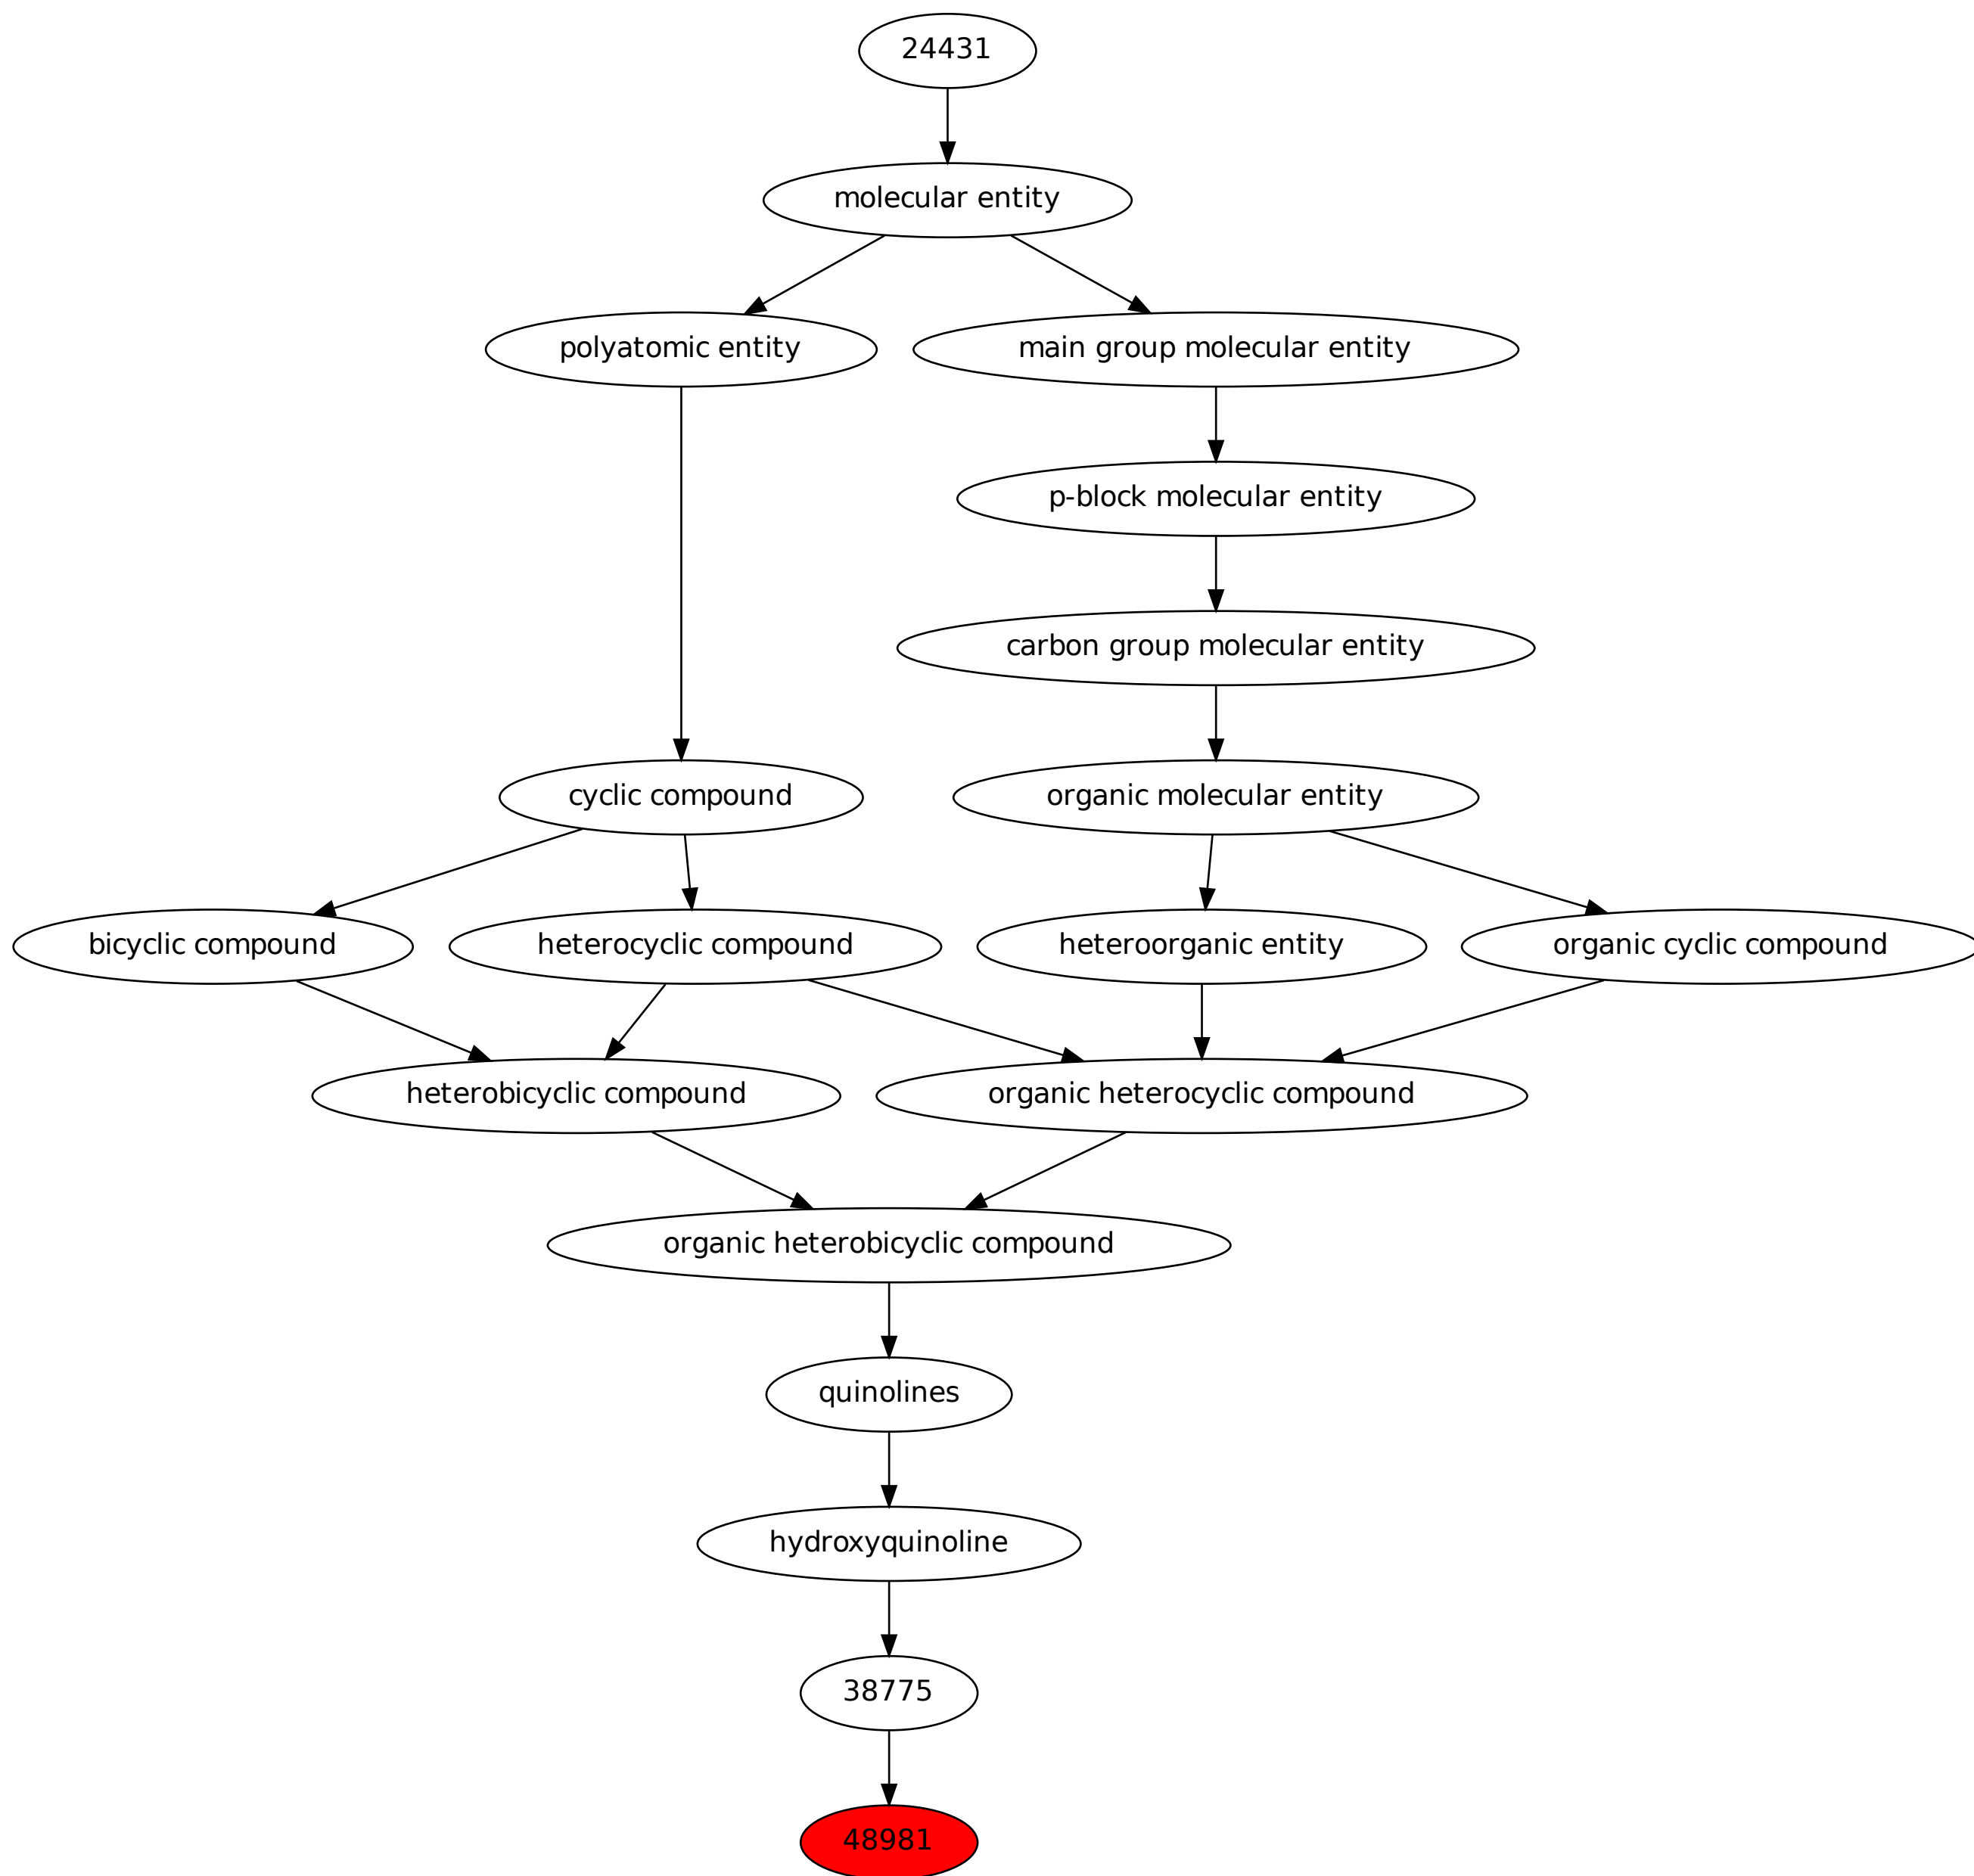 24431
molecular entity
polyatomic entity
main group molecular entity
p-block molecular entity
carbon group molecular entity
cyclic compound
organic molecular entity
bicyclic compound
heterocyclic compound
heteroorganic entity
organic cyclic compound
heterobicyclic compound
organic heterocyclic compound
organic heterobicyclic compound
quinolines
hydroxyquinoline
38775
48981